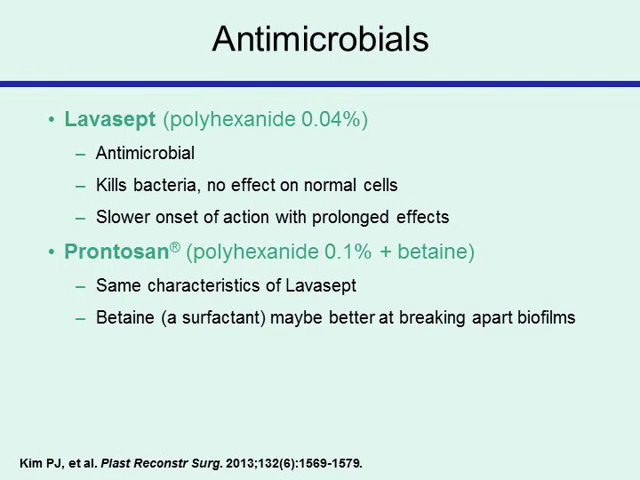 Antimicrobials
• Lavasept (polyhexanide 0.04%)
– Antimicrobial
– Kills bacteria, no effect on normal cells
– Slower onset of action with prolonged effects
• Prontosan® (polyhexanide 0.1% + betaine)
– Same characteristics of Lavasept
– Betaine (a surfactant) maybe better at breaking apart biofilms
Kim PJ, et al. Plast Reconstr Surg. 2013;132(6):1569-1579.